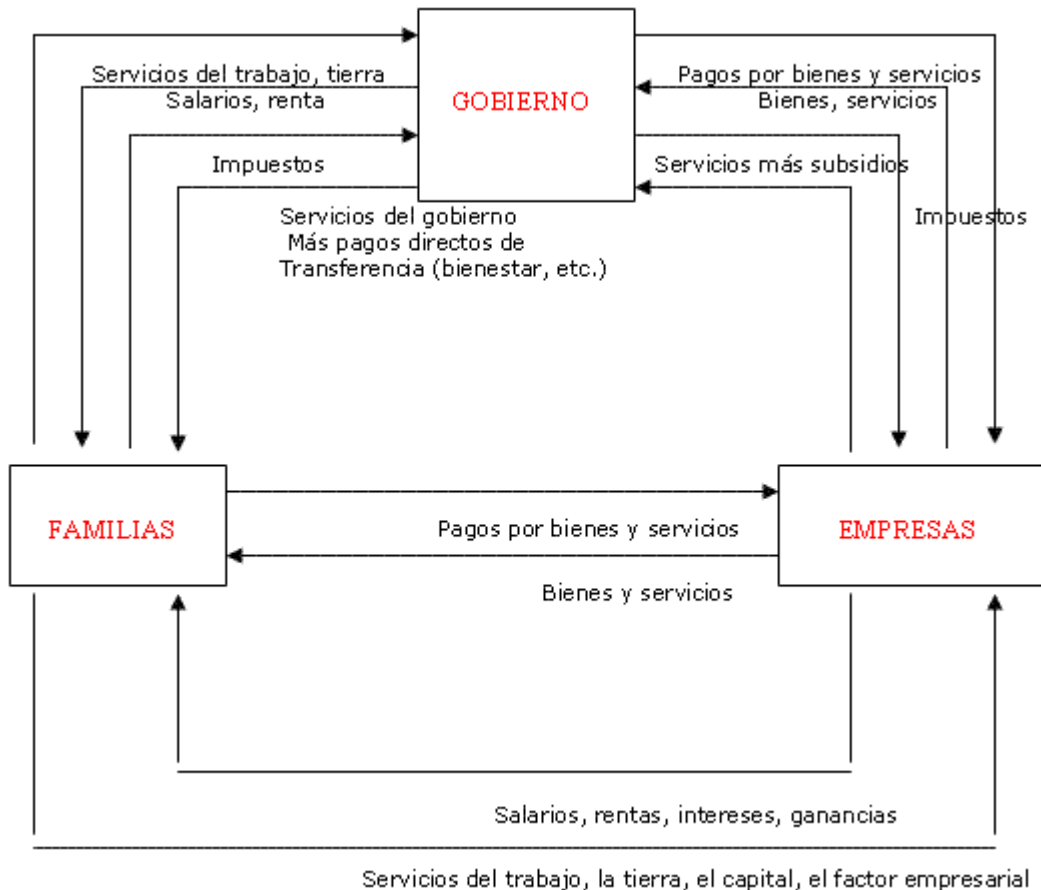 Servicios del trabajo, tierra
Salarios, renta
GOBIERNO
Pagos por bienes y servicios
Bienes, servicios
Impuestos
Servicios más subsidios
Servicios del gobierno
Más pagos directos de
Transferencia (bienestar, etc.)
Impuestos
FAMILIAS
Pagos por bienes y servicios
EMPRESAS
Bienes y servicios
Salarios, rentas, intereses, ganancias
Servicios del trabajo, la tierra, el capital, el factor empresarial